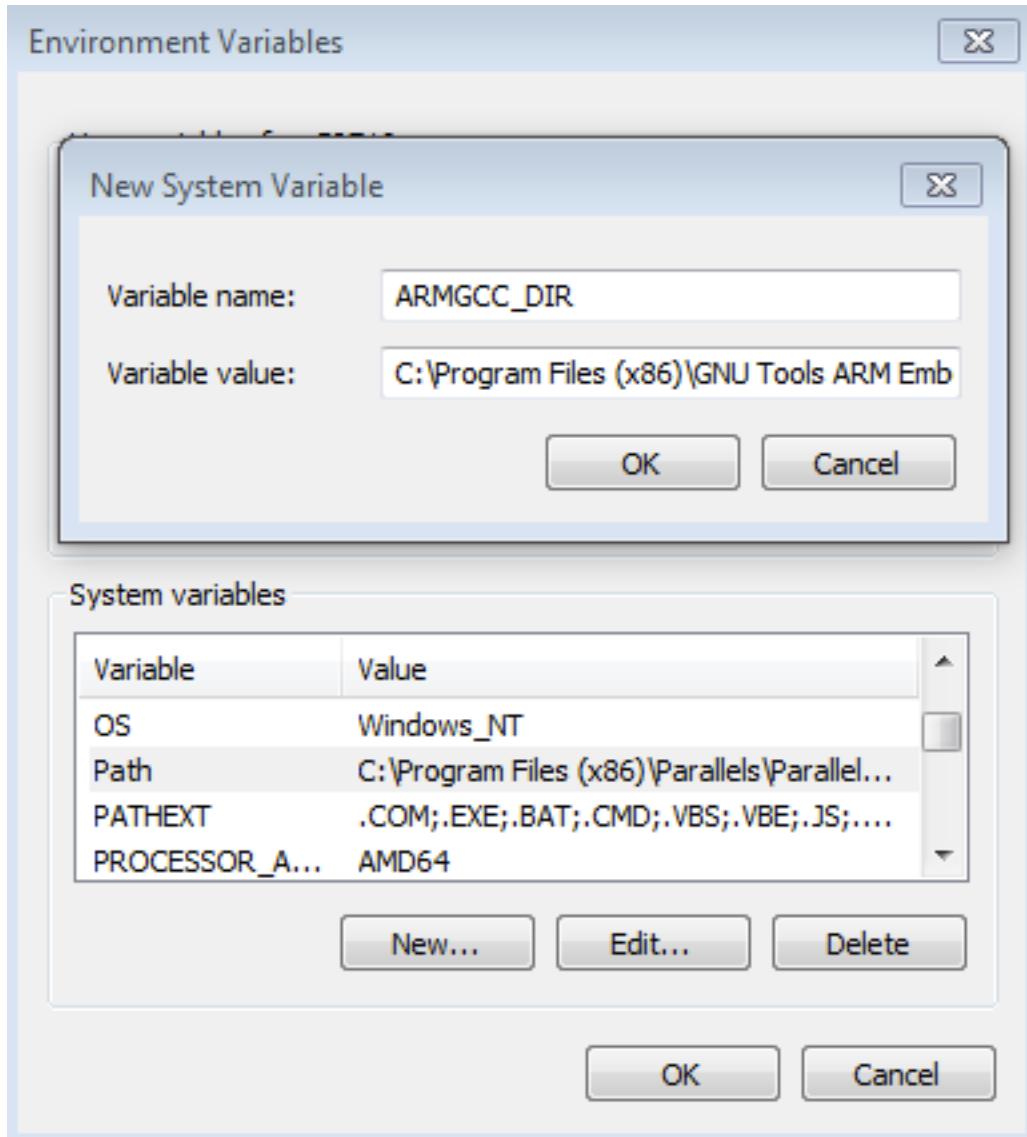 Environment Variables
New System Variable
Variable name: ARMGCC_DIR
Variable value: C:\Program Files (x86)\GNU Tools ARM Emb
OK Cancel
System variables
Variable Value
OS Windows_NT
Path C:\Program Files (x86)\Parallels\Parallel...
PATHEXT .COM;.EXE;.BAT;.CMD;.VBS;.VBE;.JS;....
PROCESSOR_A... AMD64
New... Edit... Delete
OK Cancel